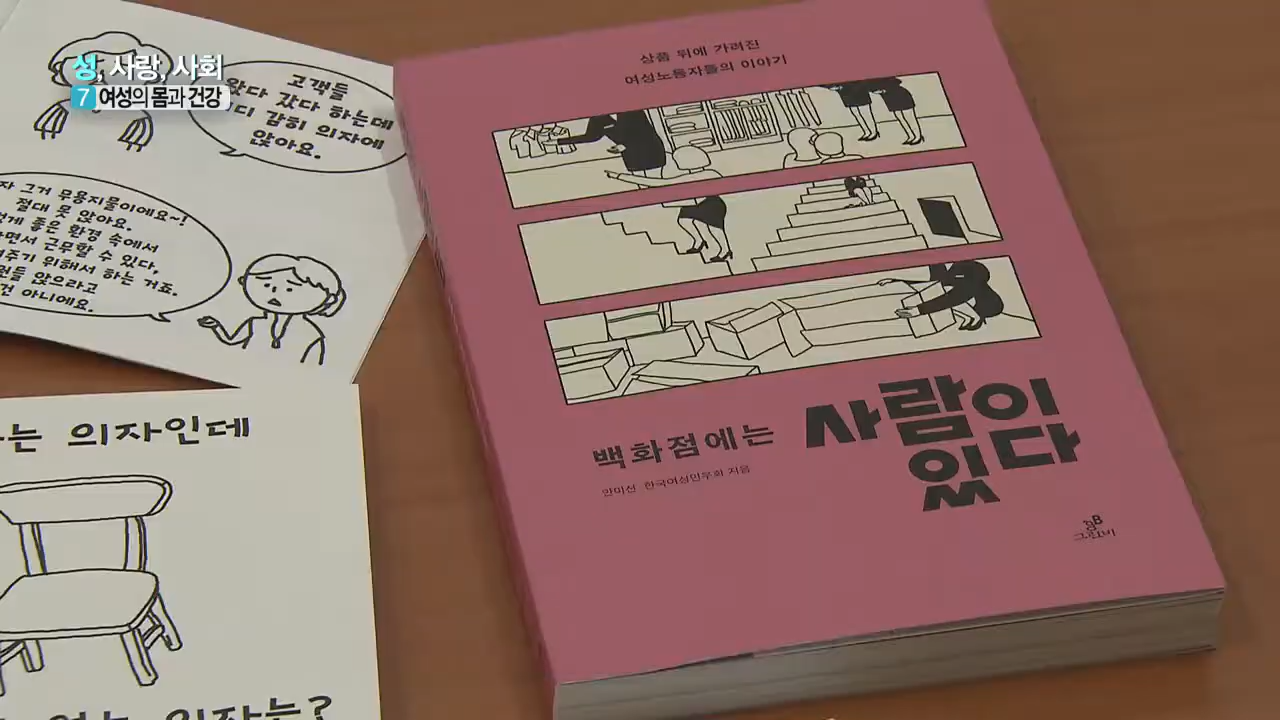 성, 사랑, 사회
7 여성의 몸과 건강
고객들
왔다 갔다 하는데
감히 의자에
앉아요.
그거 무용지물이에요~!
절대 못 앉아요.
좋은 환경 속에서
근무할 수 있다,
위해서 하는 거죠.
앉으라고
아니에요.
의자인데
의자는?
상품 뒤에 가려진
여성노동자들의 이야기
백화점에는
사람이
있다
안미선 한국여성민우회 지음
gB
그린비